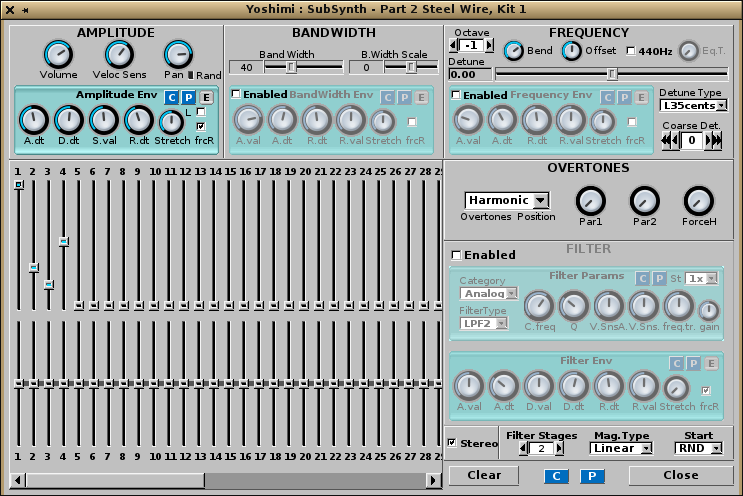 Yoshimi : SubSynth - Part 2 Steel Wire, Kit 1
AMPLITUDE
Volume Veloc Sens Pan Rand
Amplitude Env C P E
L
A.dt D.dt S.val R.dt Stretch frcR
BANDWIDTH
Band Width B.Width Scale
40 0
Enabled BandWidth Env C P E
A.val A.dt R.dt R.val Stretch frcR
FREQUENCY
Octave
-1 Bend Offset 440Hz Eq.T.
Detune
0.00
Enabled Frequency Env C P E
A.val A.dt R.dt R.val Stretch frcR
Detune Type
L35cents
Coarse Det.
0
1 2 3 4 5 6 7 8 9 10 11 12 13 14 15 16 17 18 19 20 21 22 23 24 25 26 27 28 29
1 2 3 4 5 6 7 8 9 10 11 12 13 14 15 16 17 18 19 20 21 22 23 24 25 26 27 28 29
OVERTONES
Harmonic
Overtones Position Par1 Par2 ForceH
FILTER
Enabled
Filter Params C P St 1x
Category
Analog
FilterType
LPF2
C.freq Q V.SnsA. V.Sns. freq.tr. gain
Filter Env C P E
A.val A.dt D.val D.dt R.dt R.val Stretch frcR
Stereo
Filter Stages Mag.Type Start
2 Linear RND
Clear C P Close